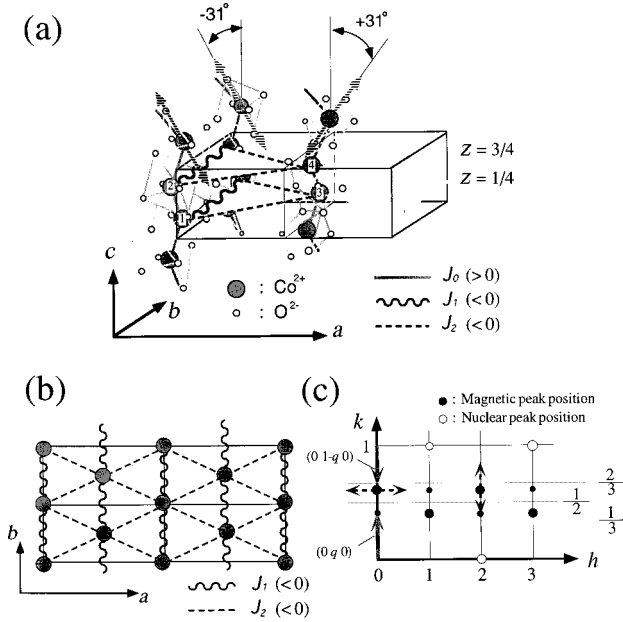 (a)
-31°
+31°
z = 3/4
z = 1/4
2
4
1
3
c
b
a
: Co2+
: O2-
J0 (>0)
J1 (<0)
J2 (<0)
(b)
b
a
J1 (<0)
J2 (<0)
(c)
: Magnetic peak position
: Nuclear peak position
k
1
(0 1-q 0)
2/3
1/2
1/3
(0 q 0)
0
1
2
3
h